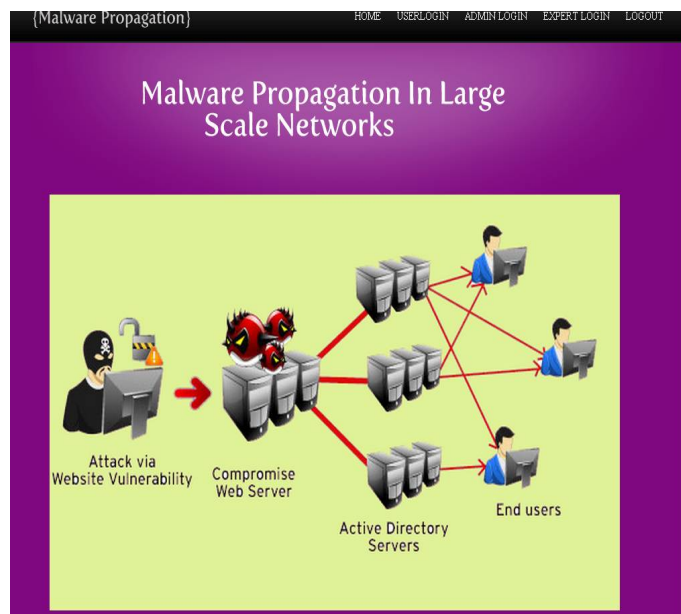 {Malware Propagation}
HOME USERLOGIN ADMIN LOGIN EXPERT LOGIN LOGOUT
Malware Propagation In Large
Scale Networks
Attack via
Website Vulnerability
Compromise
Web Server
Active Directory
Servers
End users